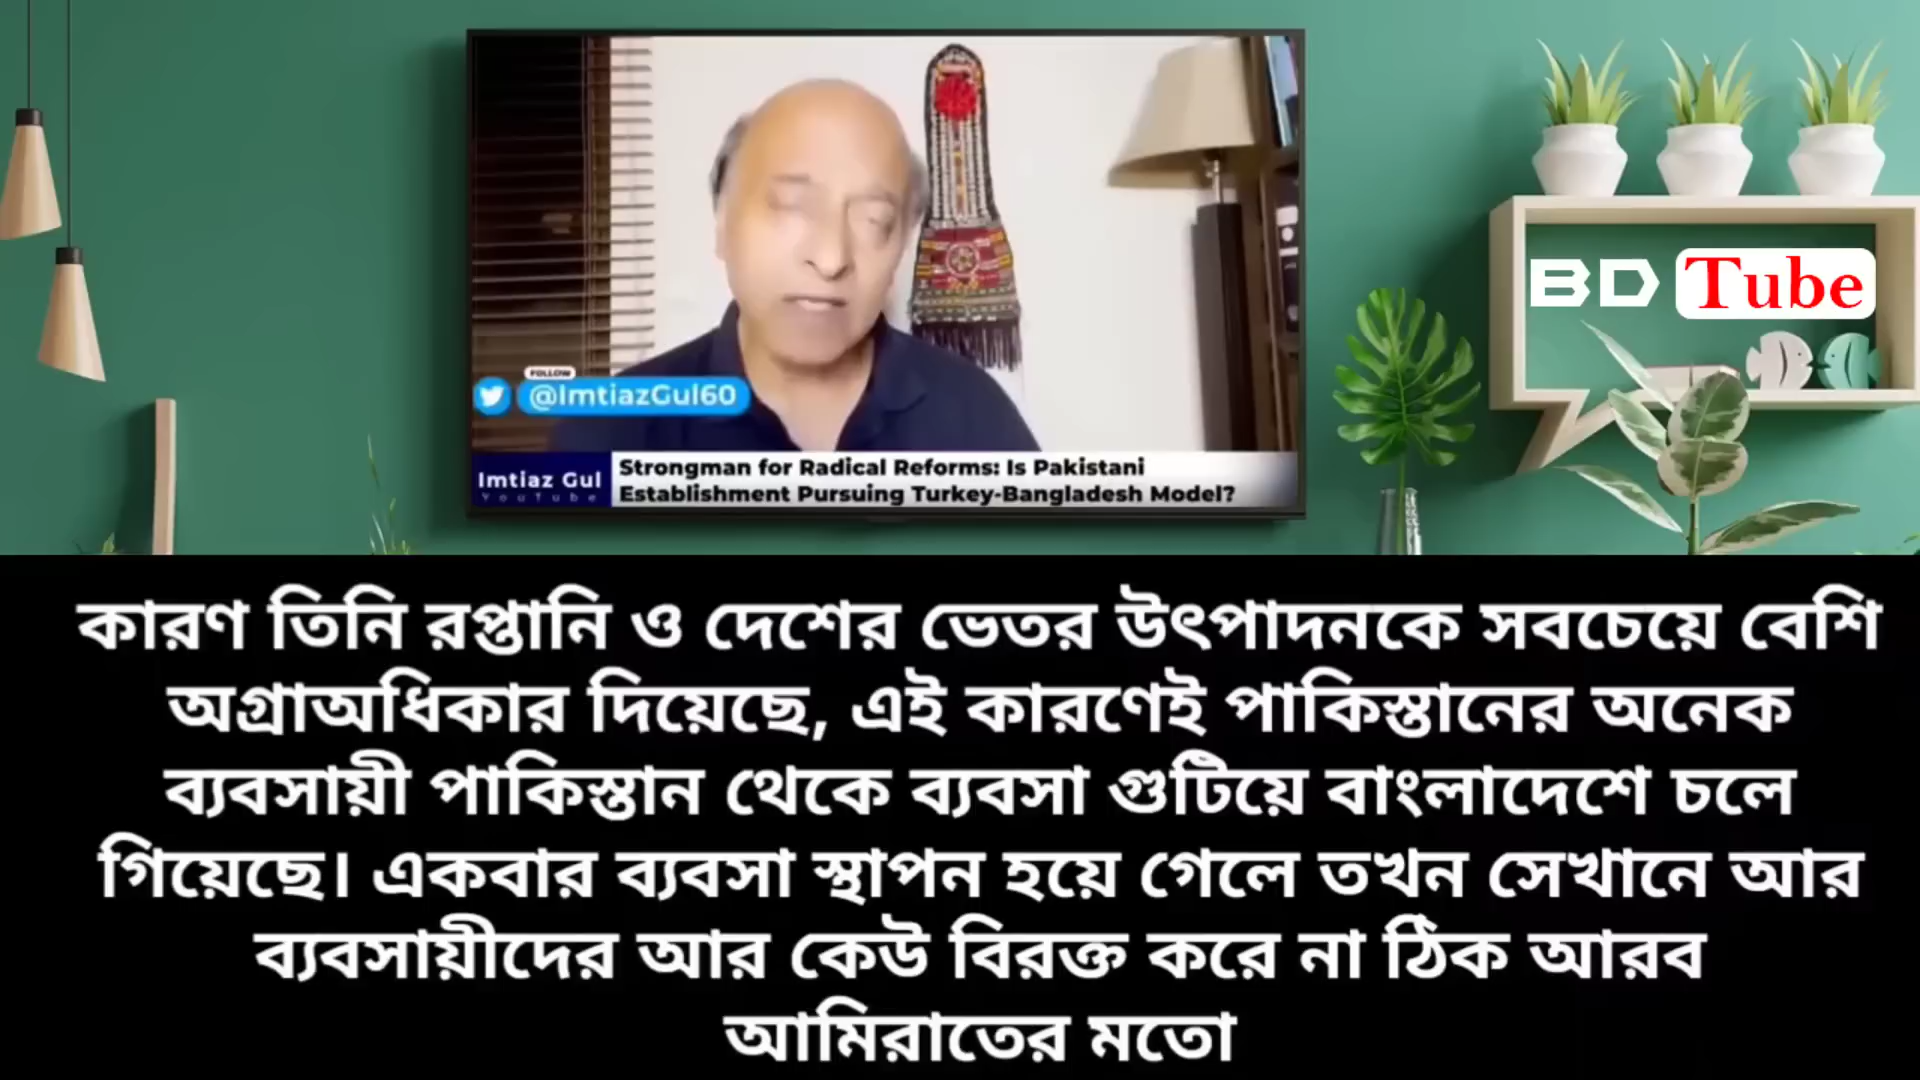 BD Tube
FOLLOW
@ImtiazGul60
Imtiaz Gul
YouTube
Strongman for Radical Reforms: Is Pakistani
Establishment Pursuing Turkey-Bangladesh Model?
কারণ তিনি রপ্তানি ও দেশের ভেতর উৎপাদনকে সবচেয়ে বেশি
অগ্রাঅধিকার দিয়েছে, এই কারণেই পাকিস্তানের অনেক
ব্যবসায়ী পাকিস্তান থেকে ব্যবসা গুটিয়ে বাংলাদেশে চলে
গিয়েছে। একবার ব্যবসা স্থাপন হয়ে গেলে তখন সেখানে আর
ব্যবসায়ীদের আর কেউ বিরক্ত করে না ঠিক আরব
আমিরাতের মতো